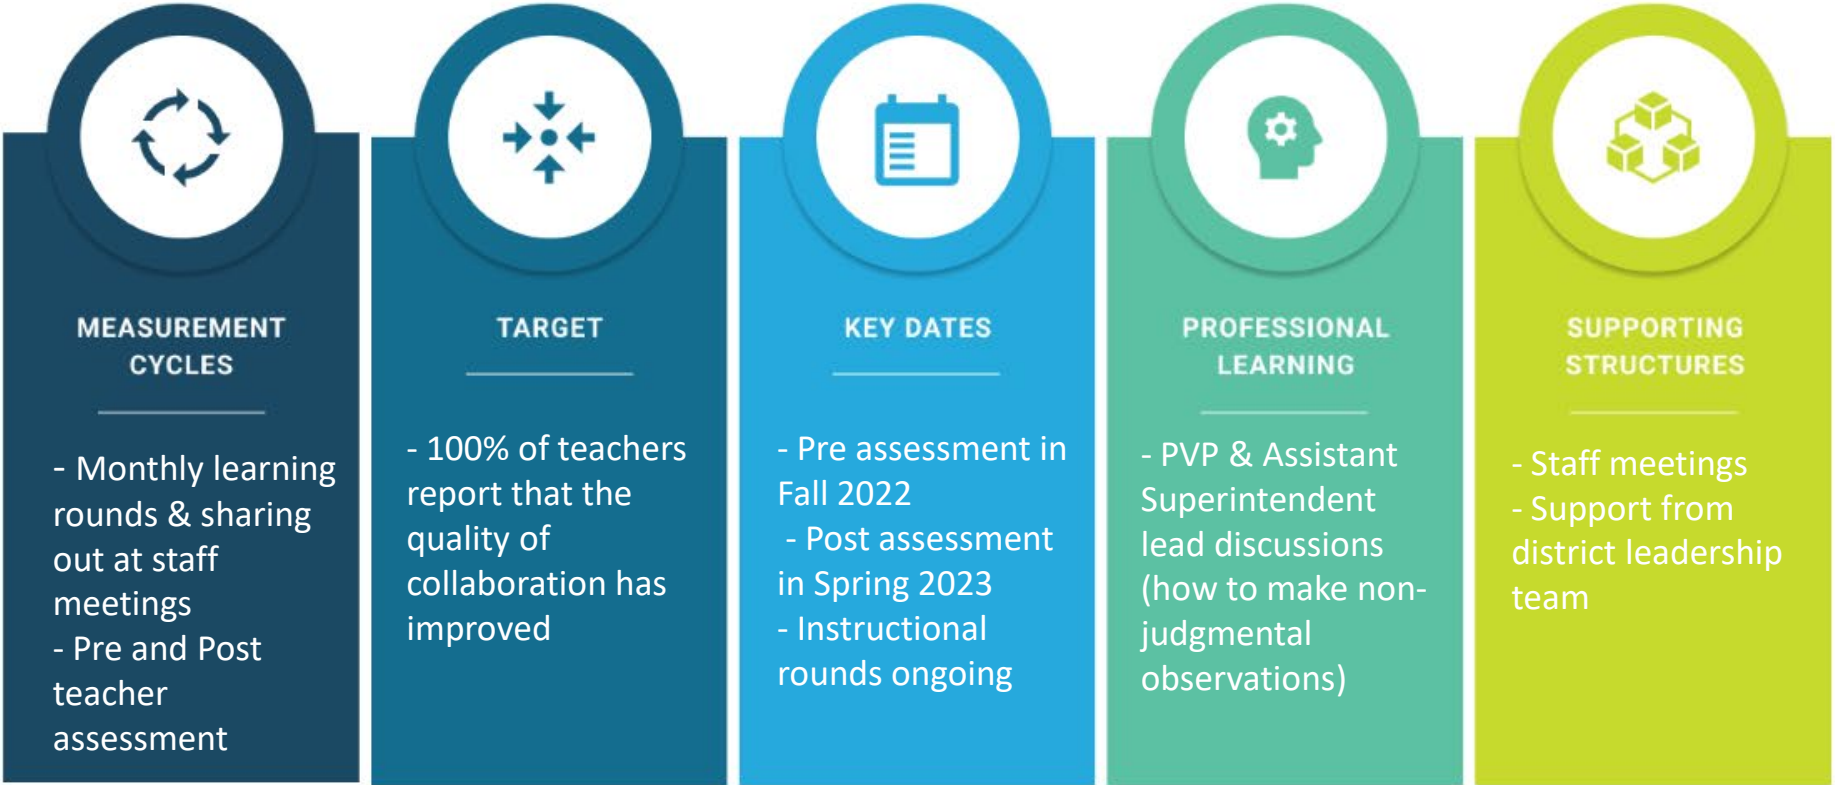 MEASUREMENT
CYCLES
- Monthly learning
rounds & sharing
out at staff
meetings
- Pre and Post
teacher
assessment
TARGET
- 100% of teachers
report that the
quality of
collaboration has
improved
KEY DATES
- Pre assessment in
Fall 2022
- Post assessment
in Spring 2023
- Instructional
rounds ongoing
PROFESSIONAL
LEARNING
- PVP & Assistant
Superintendent
lead discussions
(how to make non-
judgmental
observations)
SUPPORTING
STRUCTURES
- Staff meetings
- Support from
district leadership
team